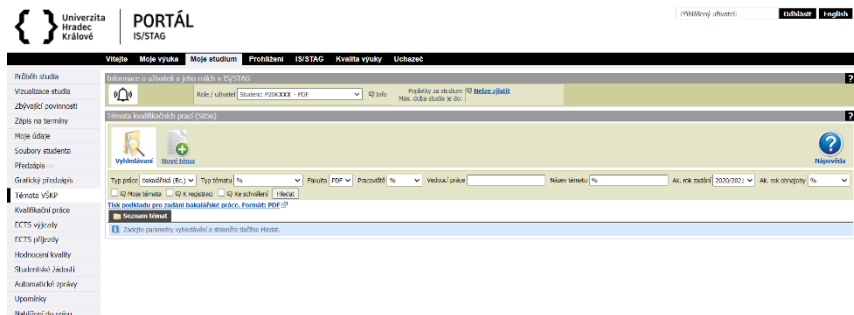 Univerzita
Hradec
Králové
PORTÁL
IS/STAG
Přihlášený uživatel:
Odhlásit
English
Vítejte Moje výuka Moje studium Prohlížení IS/STAG Kvalita výuky Uchazeč
Průběh studia
Vizualizace studia
Zbývající povinnosti
Zápis na termíny
Moje údaje
Soubory studenta
Předzápis
Grafický předzápis
Témata VŠKP
Kvalifikační práce
ECTS výjezdy
ECTS příjezdy
Hodnocení kvality
Studentské žádosti
Automatické zprávy
Upomínky
Nahlížení do spisu
Informace o uživateli a jeho rolích v IS/STAG ?
Role / uživatel Student: P20KXXX - PDF Info
Poplatky za studium Nelze zjistit
Max. doba studia je do:
Témata kvalifikačních prací (S056) ?
Vyhledávání
Nové téma
Nápověda
Typ práce bakalářská (Bc.) Typ tématu % Fakulta PDF Pracoviště % Vedoucí práce Název tématu % Ak. rok zadání 2020/2021 Ak. rok obhajoby %
Moje témata K registraci Ke schválení Hledat
Tisk podkladu pro zadání bakalářské práce. Formát: PDF
Seznam témat
Zadejte parametry vyhledávání a stiskněte tlačítko Hledat.